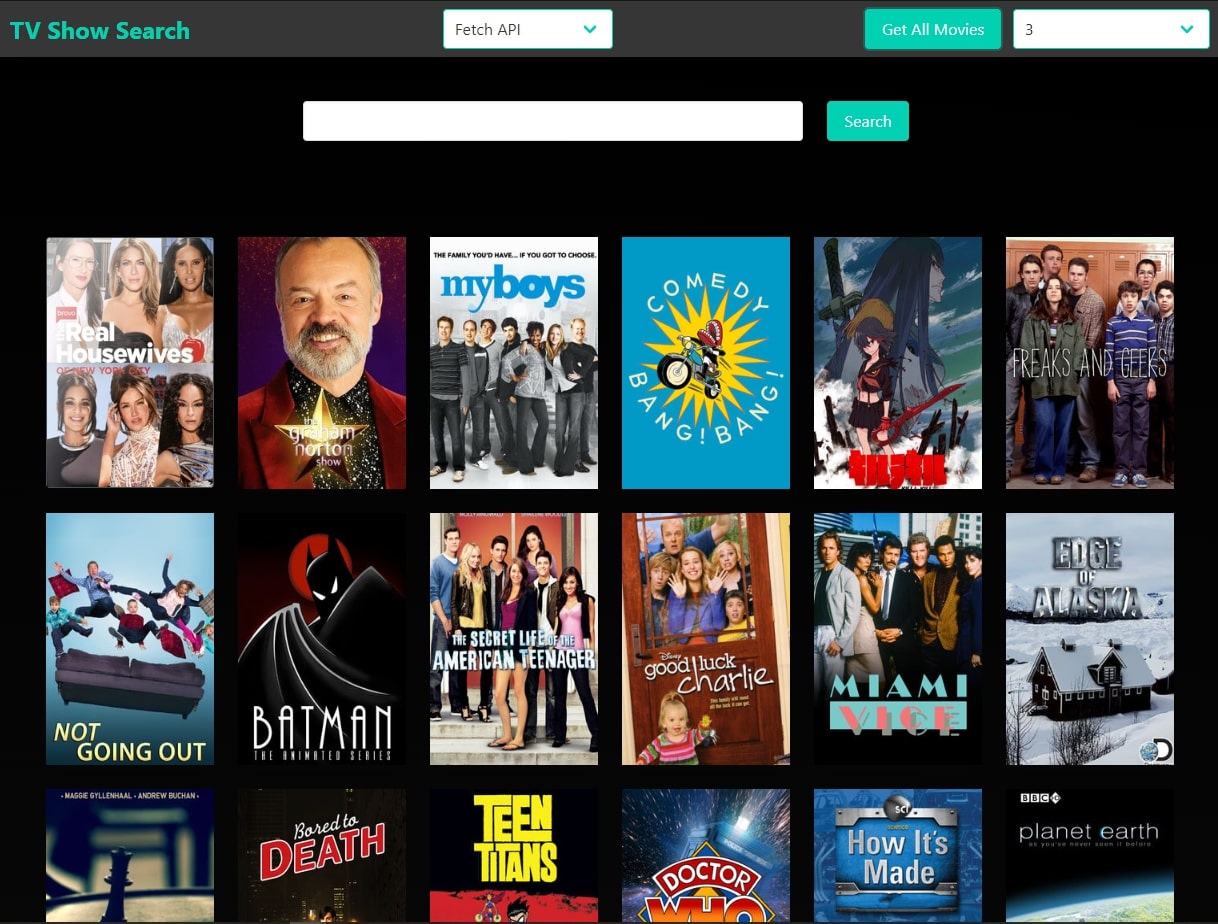 TV Show Search
Fetch API
Get All Movies
3
Search
bravo
THE
Real
Housewives
OF NEW YORK CITY
the
graham
norton
show
THE FAMILY YOU'D HAVE... IF YOU GOT TO CHOOSE.
my boys
COMEDY
BANG! BANG!
FREAKS AND GEEKS
NOT
GOING OUT
BATMAN
THE ANIMATED SERIES
THE SECRET LIFE OF THE
AMERICAN TEENAGER
Disney
good luck
charlie
MIAMI
VICE
EDGE
OF
ALASKA
• MAGGIE GYLLENHAAL • ANDREW BUCHAN •
Bored to
DEATH
TEEN
TITANS
DOCTOR
WHO
SCI
SCIENCE
How It's
Made
BBC
planet earth
as you've never seen it before